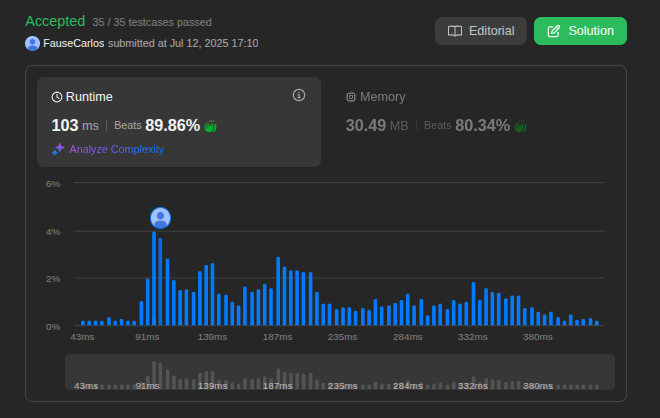 Accepted 35 / 35 testcases passed
FauseCarlos submitted at Jul 12, 2025 17:10
Editorial
Solution
Runtime
103 ms | Beats 89.86%
Analyze Complexity
Memory
30.49 MB | Beats 80.34%
6%
4%
2%
0%
43ms 91ms 139ms 187ms 235ms 284ms 332ms 380ms
43ms 91ms 139ms 187ms 235ms 284ms 332ms 380ms